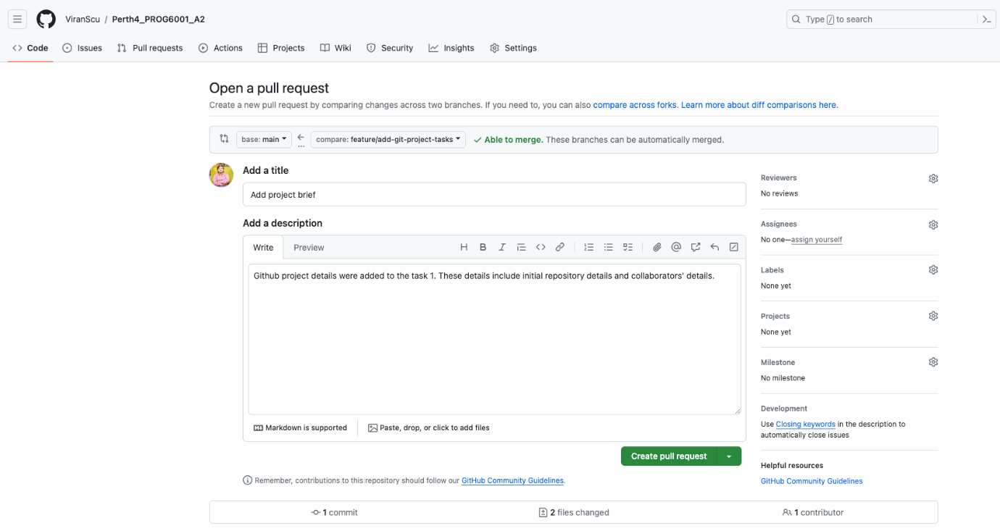 ViranScu / Perth4_PROG6001_A2
Type / to search
Code Issues Pull requests Actions Projects Wiki Security Insights Settings
Open a pull request
Create a new pull request by comparing changes across two branches. If you need to, you can also compare across forks. Learn more about diff comparisons here.
base: main ... compare: feature/add-git-project-tasks Able to merge. These branches can be automatically merged.
Add a title
Add project brief
Add a description
Write Preview
Github project details were added to the task 1. These details include initial repository details and collaborators' details.
Markdown is supported Paste, drop, or click to add files
Create pull request
Remember, contributions to this repository should follow our GitHub Community Guidelines.
Reviewers
No reviews
Assignees
No one—assign yourself
Labels
None yet
Projects
None yet
Milestone
No milestone
Development
Use Closing keywords in the description to
automatically close issues
Helpful resources
GitHub Community Guidelines
1 commit 2 files changed 1 contributor